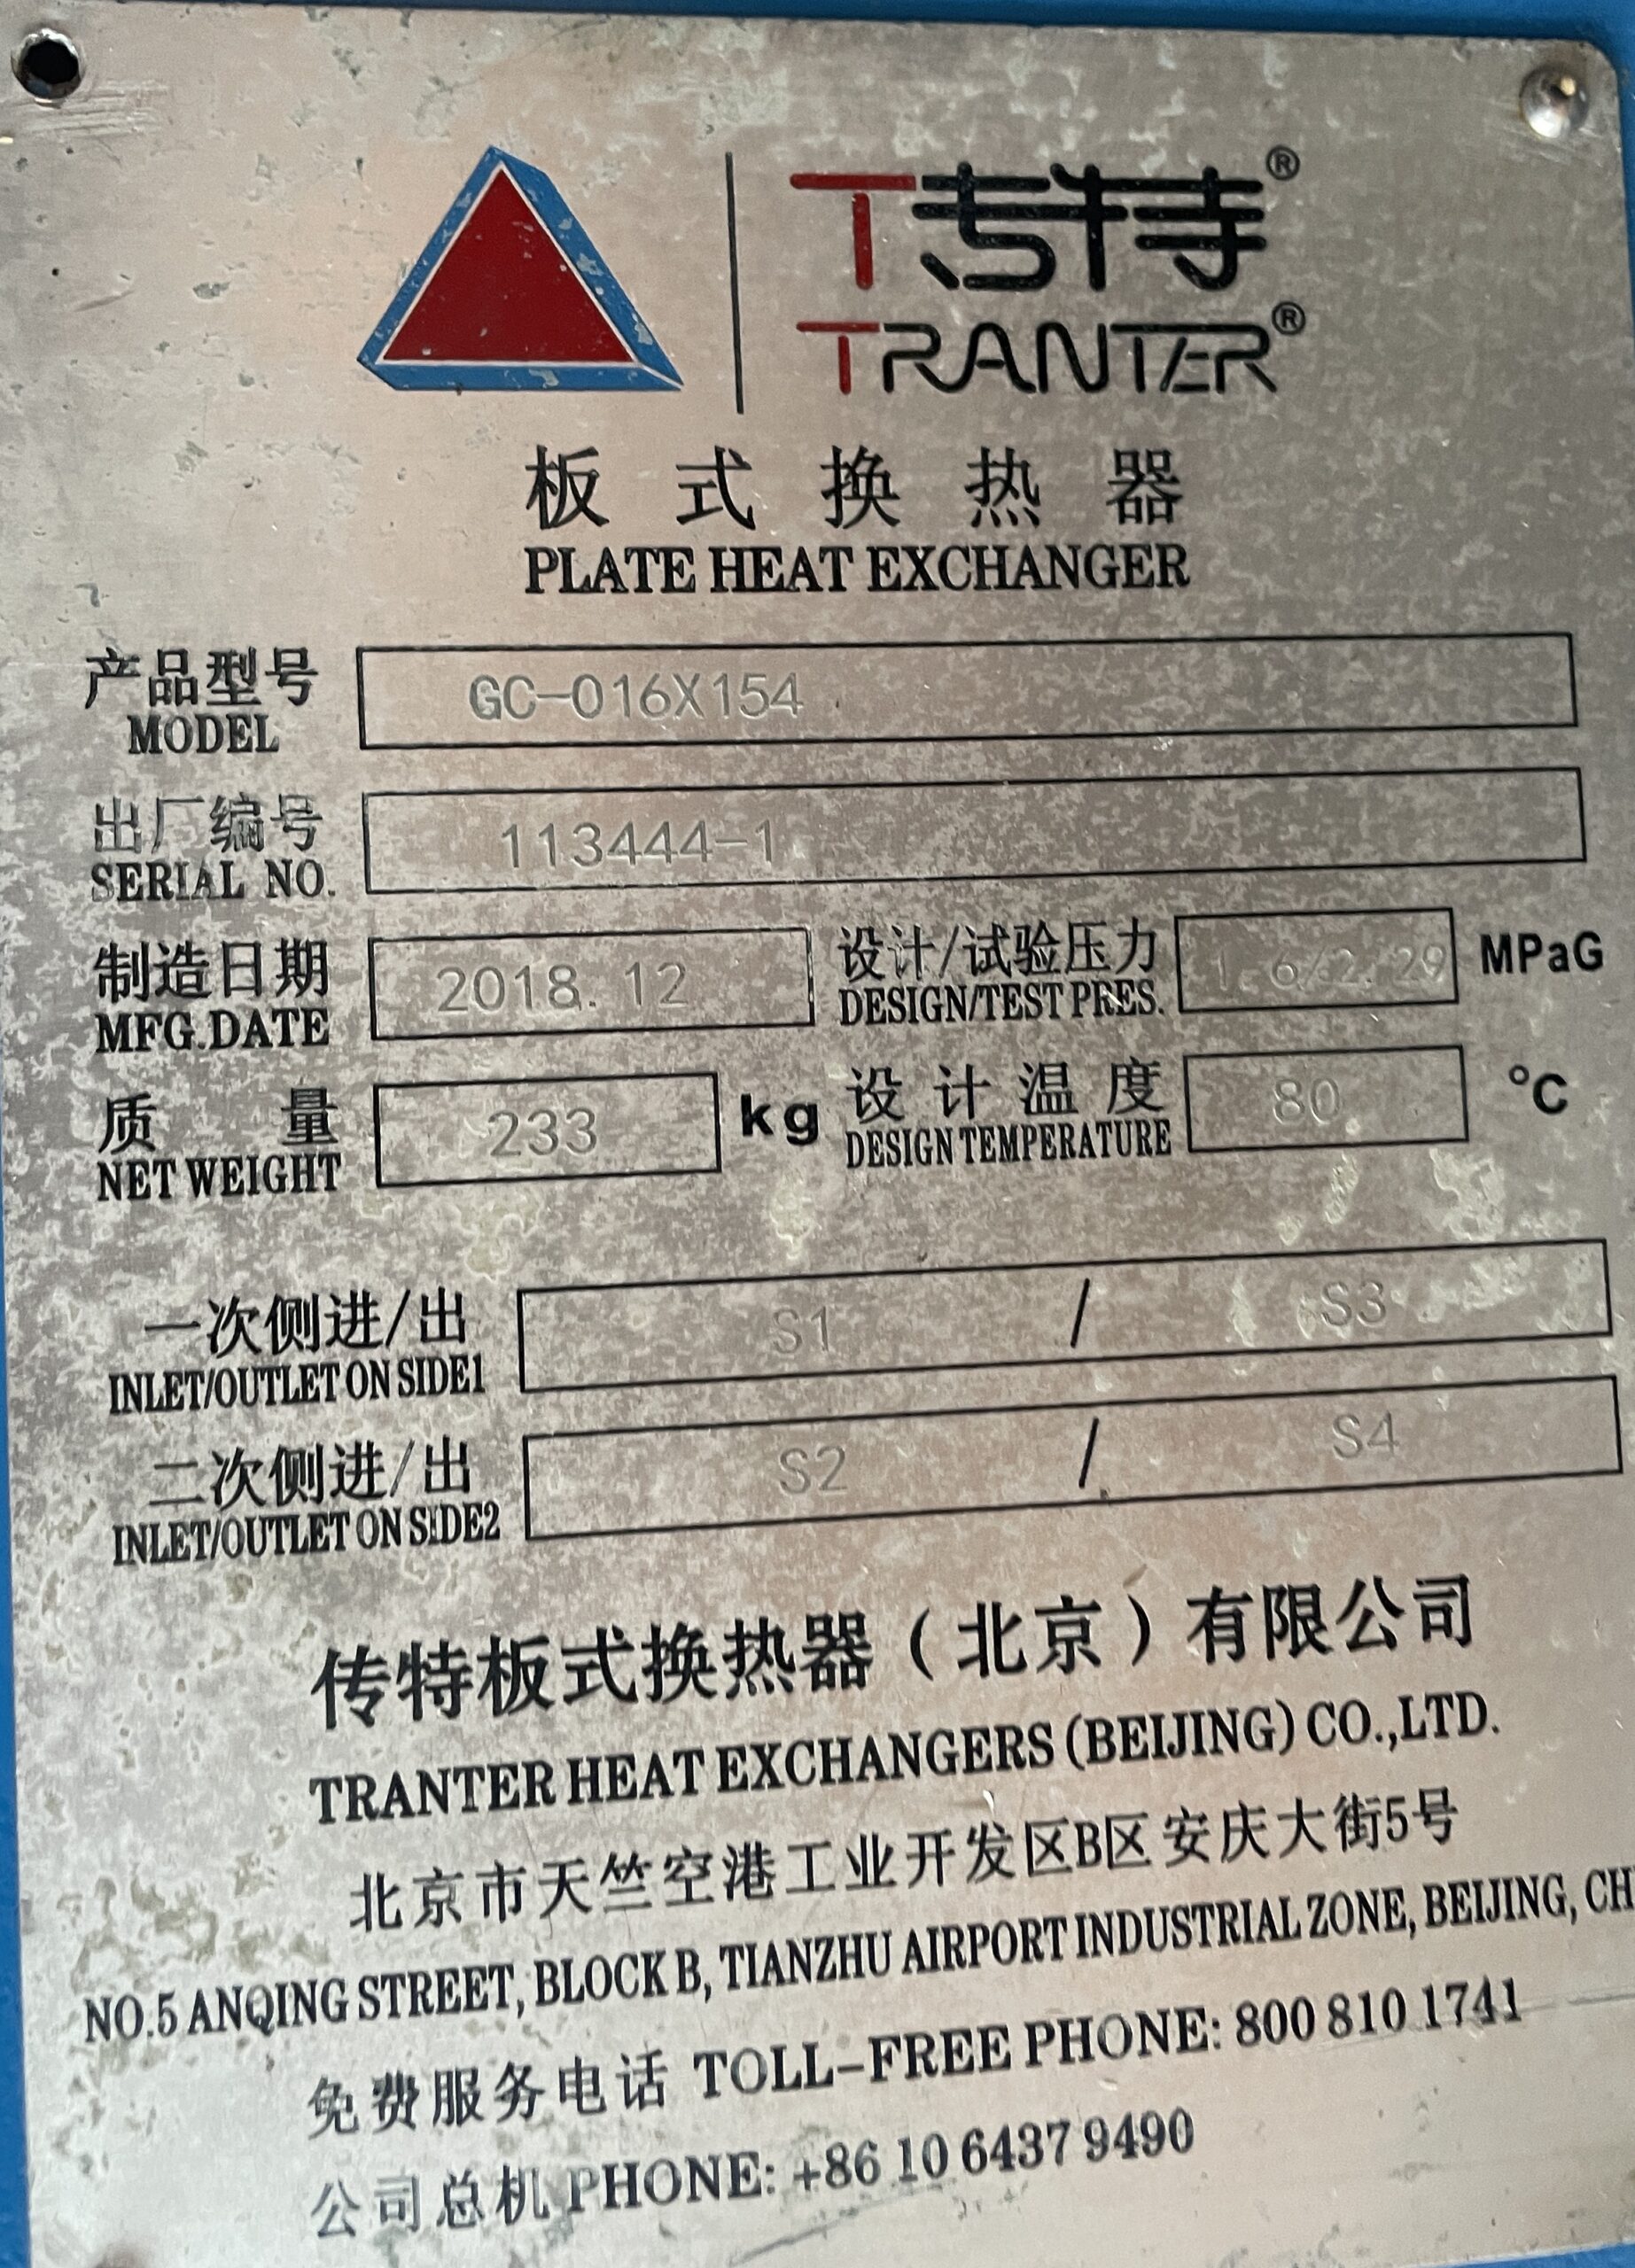 传特®
TRANTER®
板式换热器
PLATE HEAT EXCHANGER
产品型号 GC-016X154
MODEL
出厂编号 113444-1
SERIAL NO.
制造日期 2018.12 设计/试验压力 1.6/2.29 MPaG
MFG.DATE DESIGN/TEST PRES.
质量 233 kg 设计温度 80 °C
NET WEIGHT DESIGN TEMPERATURE
一次侧进/出 S1 / S3
INLET/OUTLET ON SIDE1
二次侧进/出 S2 / S4
INLET/OUTLET ON SIDE2
传特板式换热器（北京）有限公司
TRANTER HEAT EXCHANGERS (BEIJING) CO.,LTD.
北京市天竺空港工业开发区B区安庆大街5号
NO.5 ANQING STREET, BLOCK B, TIANZHU AIRPORT INDUSTRIAL ZONE, BEIJING, CH
免费服务电话 TOLL-FREE PHONE: 800 810 1741
公司总机 PHONE: +86 10 6437 9490